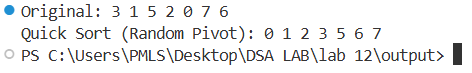 Original: 3 1 5 2 0 7 6
Quick Sort (Random Pivot): 0 1 2 3 5 6 7
PS C:\Users\PMLS\Desktop\DSA LAB\lab 12\output>